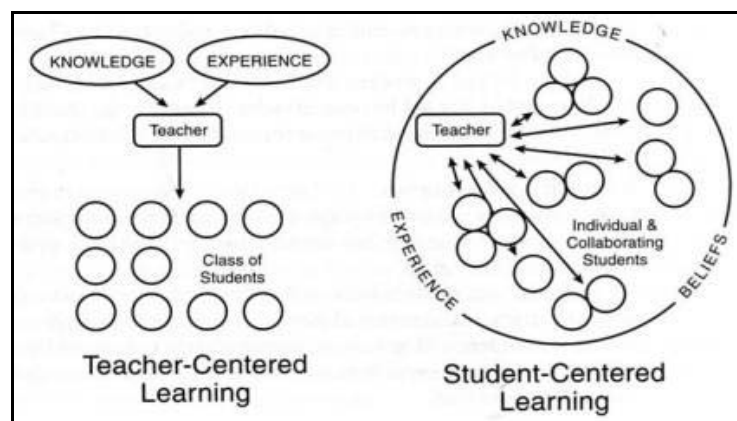 KNOWLEDGE
EXPERIENCE
Teacher
Class of
Students
Teacher-Centered
Learning
KNOWLEDGE
Teacher
EXPERIENCE
BELIEFS
Individual &
Collaborating
Students
Student-Centered
Learning